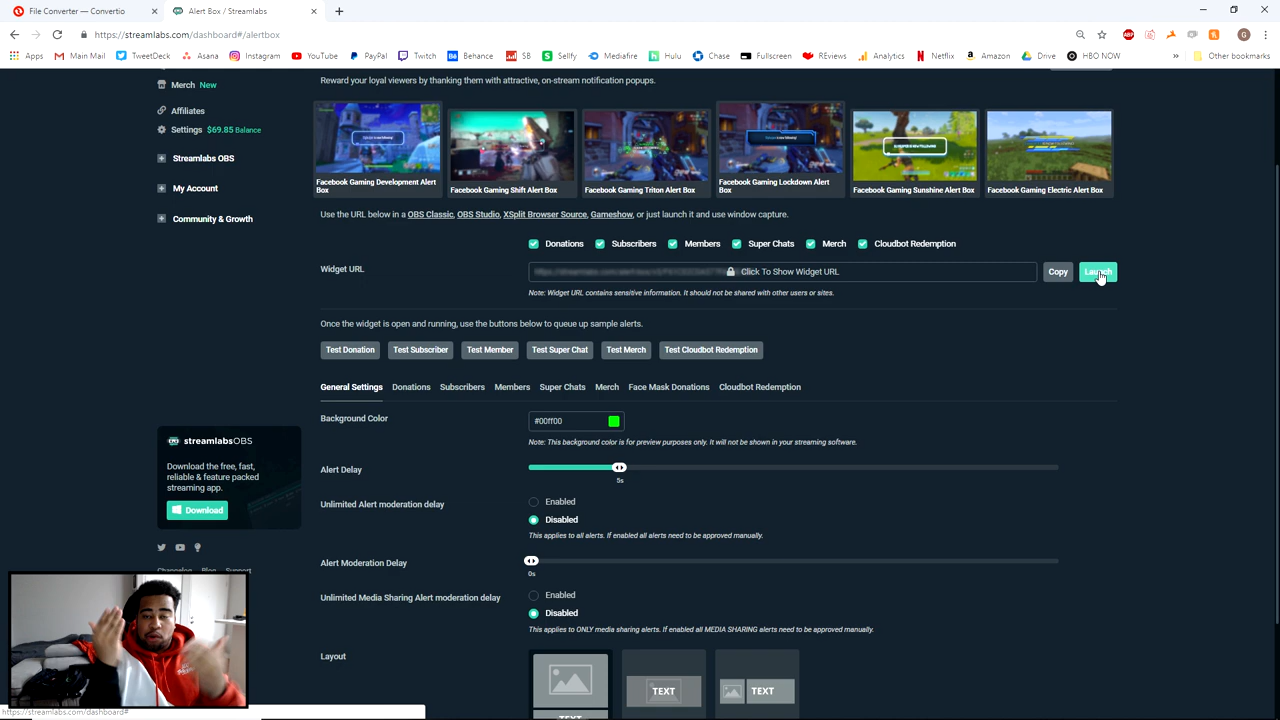 File Converter — Convertio
Alert Box / Streamlabs
https://streamlabs.com/dashboard#/alertbox
G
Apps
Main Mail
TweetDeck
Asana
Instagram
YouTube
PayPal
Twitch
Behance
SB
Sellfy
Mediafire
Hulu
Chase
Fullscreen
REviews
Analytics
Netflix
Amazon
Drive
HBO NOW
Other bookmarks
Merch New
Affiliates
Settings $69.85 Balance
Streamlabs OBS
My Account
Community & Growth
Reward your loyal viewers by thanking them with attractive, on-stream notification popups.
Facebook Gaming Development Alert Box
Facebook Gaming Shift Alert Box
Facebook Gaming Triton Alert Box
Facebook Gaming Lockdown Alert Box
Facebook Gaming Sunshine Alert Box
Facebook Gaming Electric Alert Box
Use the URL below in a OBS Classic, OBS Studio, XSplit Browser Source, Gameshow, or just launch it and use window capture.
Donations Subscribers Members Super Chats Merch Cloudbot Redemption
Widget URL
Click To Show Widget URL
Copy
Launch
Note: Widget URL contains sensitive information. It should not be shared with other users or sites.
Once the widget is open and running, use the buttons below to queue up sample alerts.
Test Donation
Test Subscriber
Test Member
Test Super Chat
Test Merch
Test Cloudbot Redemption
General Settings Donations Subscribers Members Super Chats Merch Face Mask Donations Cloudbot Redemption
Background Color
#00ff00
Note: This background color is for preview purposes only. It will not be shown in your streaming software.
Alert Delay
5s
Unlimited Alert moderation delay
Enabled
Disabled
This applies to all alerts. If enabled all alerts need to be approved manually.
Alert Moderation Delay
0s
Unlimited Media Sharing Alert moderation delay
Enabled
Disabled
This applies to ONLY media sharing alerts. If enabled all MEDIA SHARING alerts need to be approved manually.
Layout
TEXT
TEXT
TEXT
streamlabsOBS
Download the free, fast,
reliable & feature packed
streaming app.
Download
Changelog Blog Support
https://streamlabs.com/dashboard#